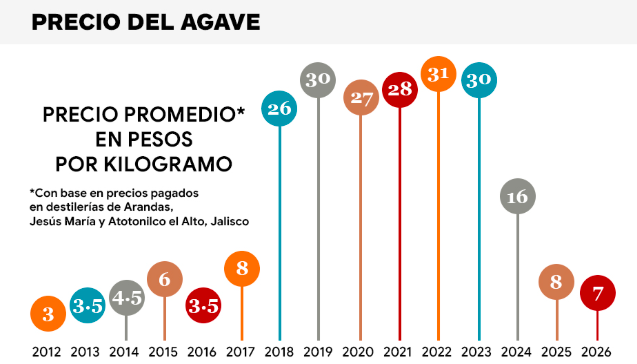 PRECIO DEL AGAVE
PRECIO PROMEDIO*
EN PESOS
POR KILOGRAMO
*Con base en precios pagados
en destilerías de Arandas,
Jesús María y Atotonilco el Alto, Jalisco
3
3.5
4.5
6
3.5
8
26
30
27
28
31
30
16
8
7
2012 2013 2014 2015 2016 2017 2018 2019 2020 2021 2022 2023 2024 2025 2026